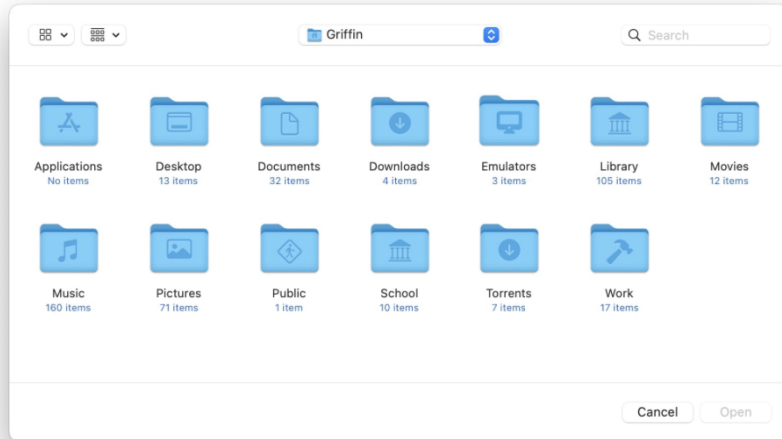 Griffin
Search
Applications
No items
Desktop
13 items
Documents
32 items
Downloads
4 items
Emulators
3 items
Library
105 items
Movies
12 items
Music
160 items
Pictures
71 items
Public
1 item
School
10 items
Torrents
7 items
Work
17 items
Cancel
Open